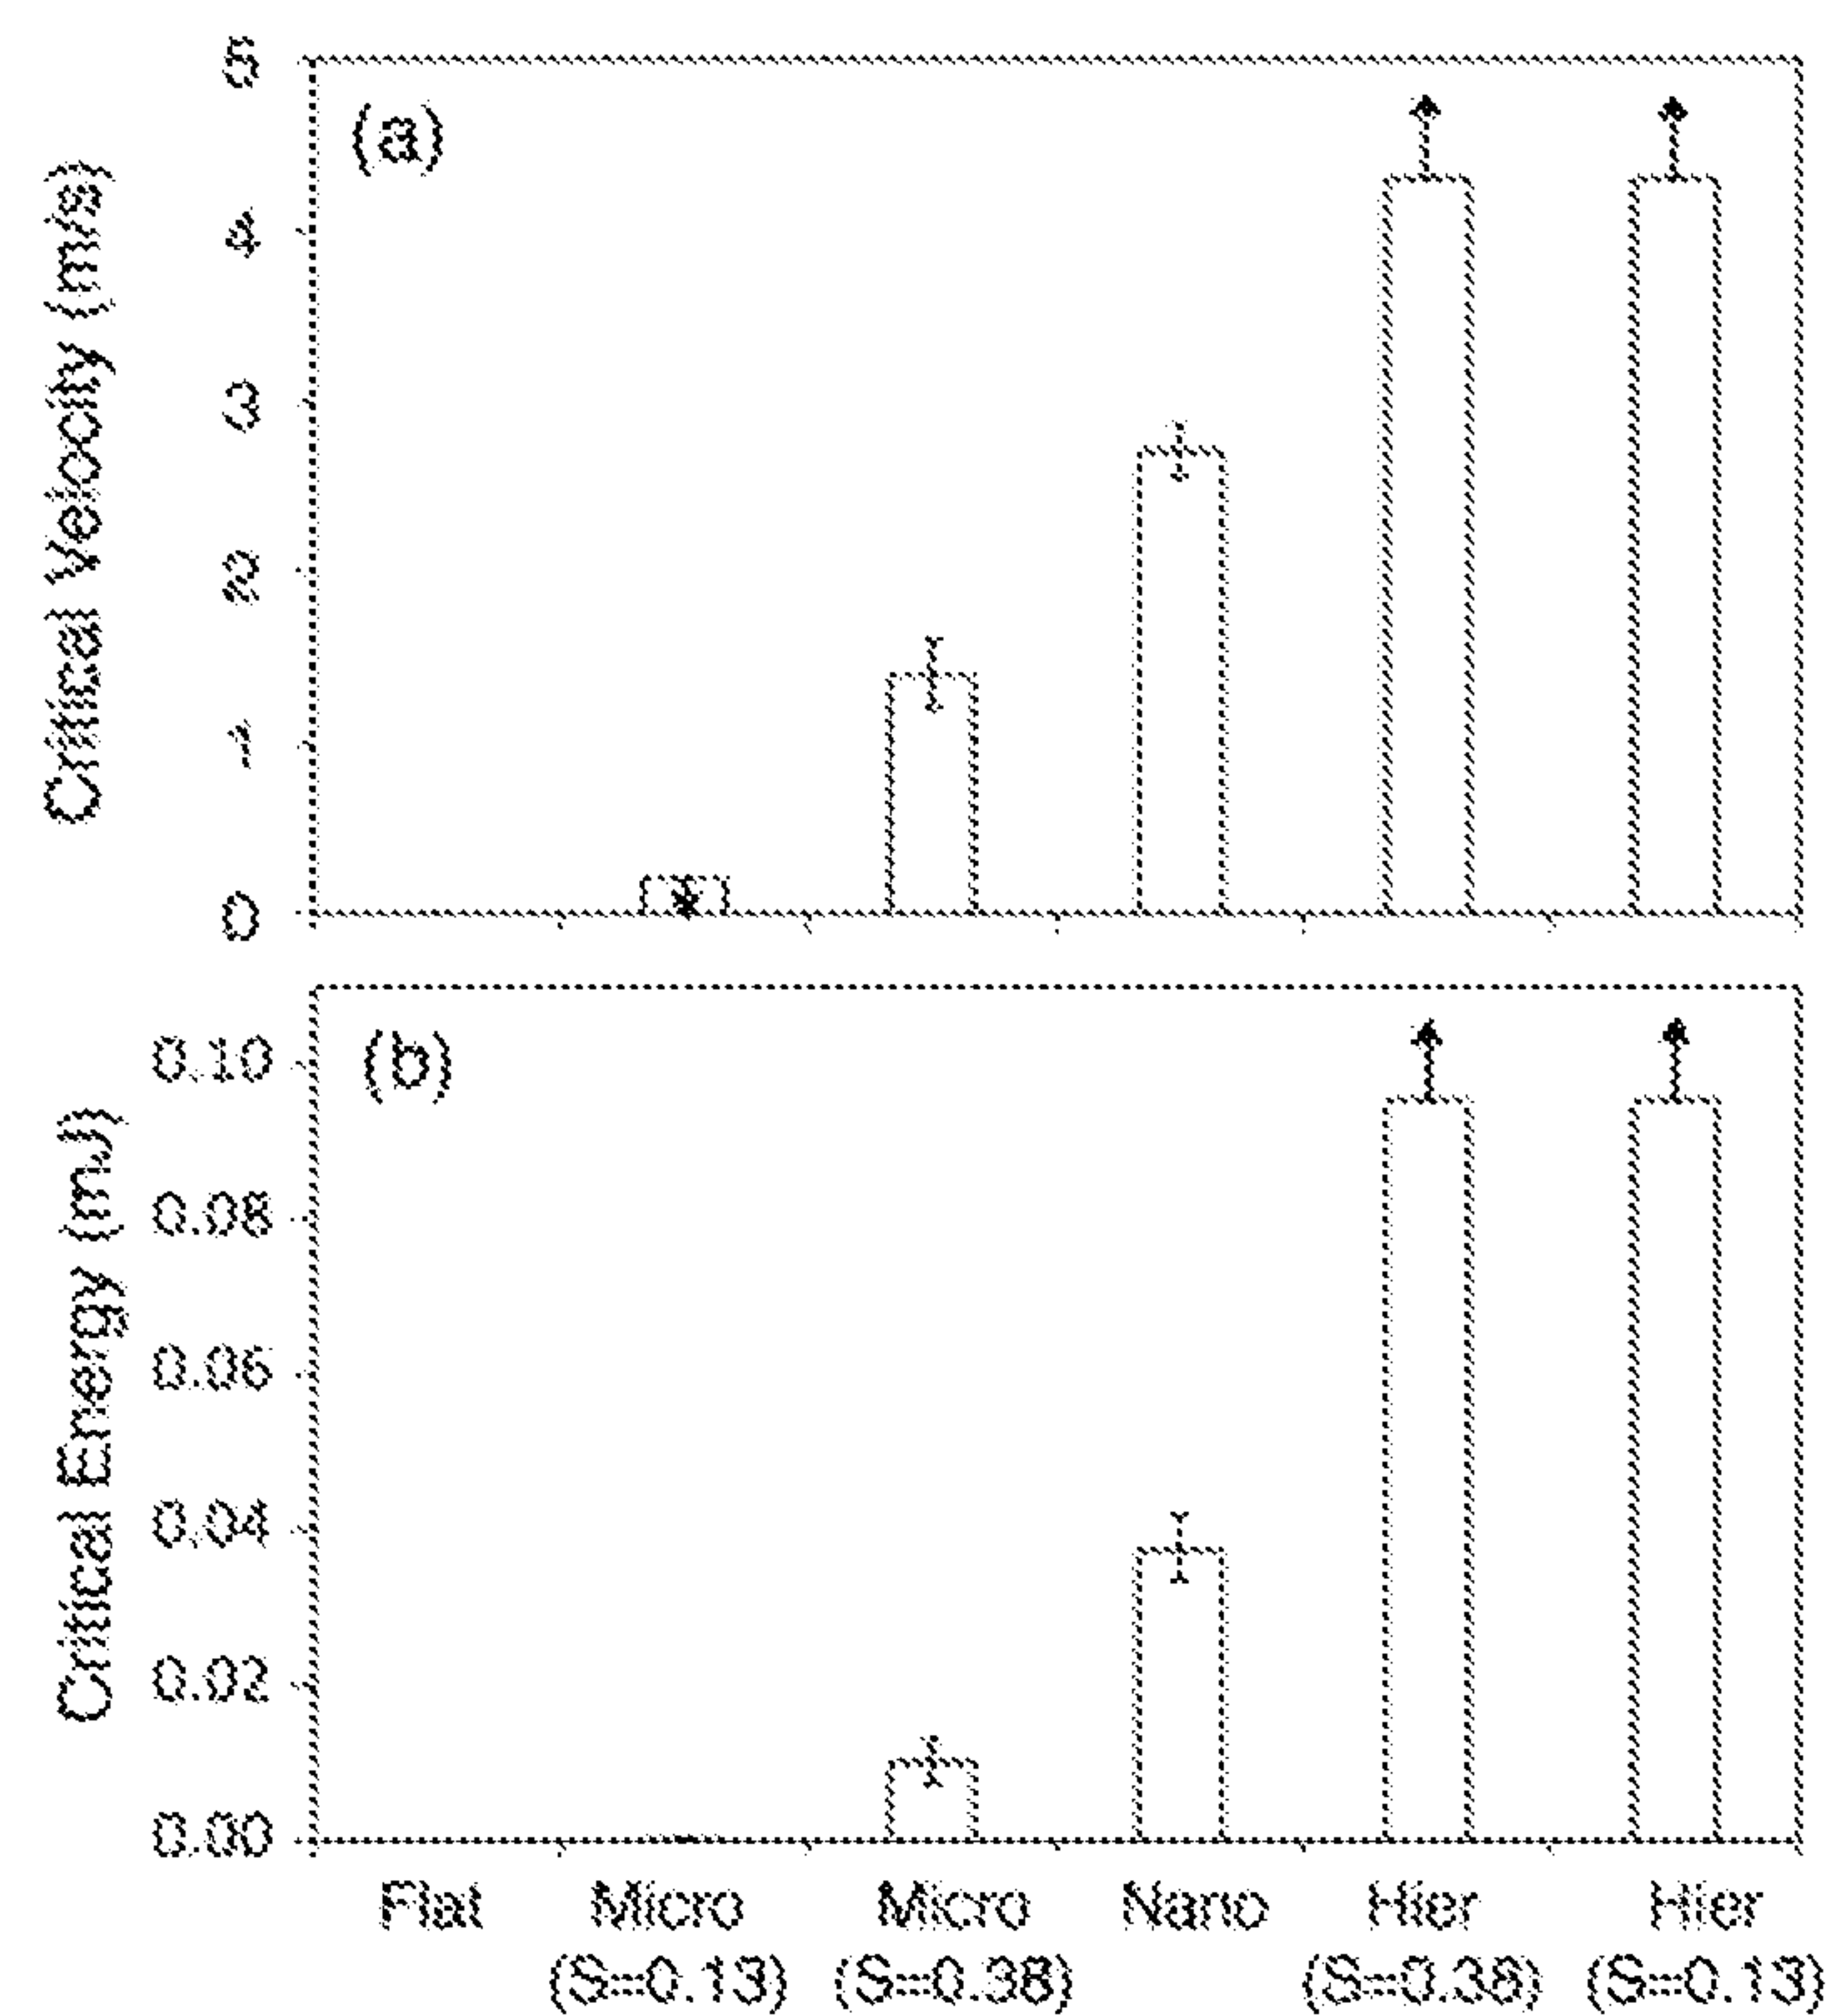 Critical Velocity (m/s)
5
4
3
2
1
0
(a)
Critical Energy (mJ)
0.10
0.08
0.06
0.04
0.02
0.00
(b)
Flat Micro Micro Nano Hier Hier
(S=0.13) (S=0.38) (S=0.38) (S=0.13)